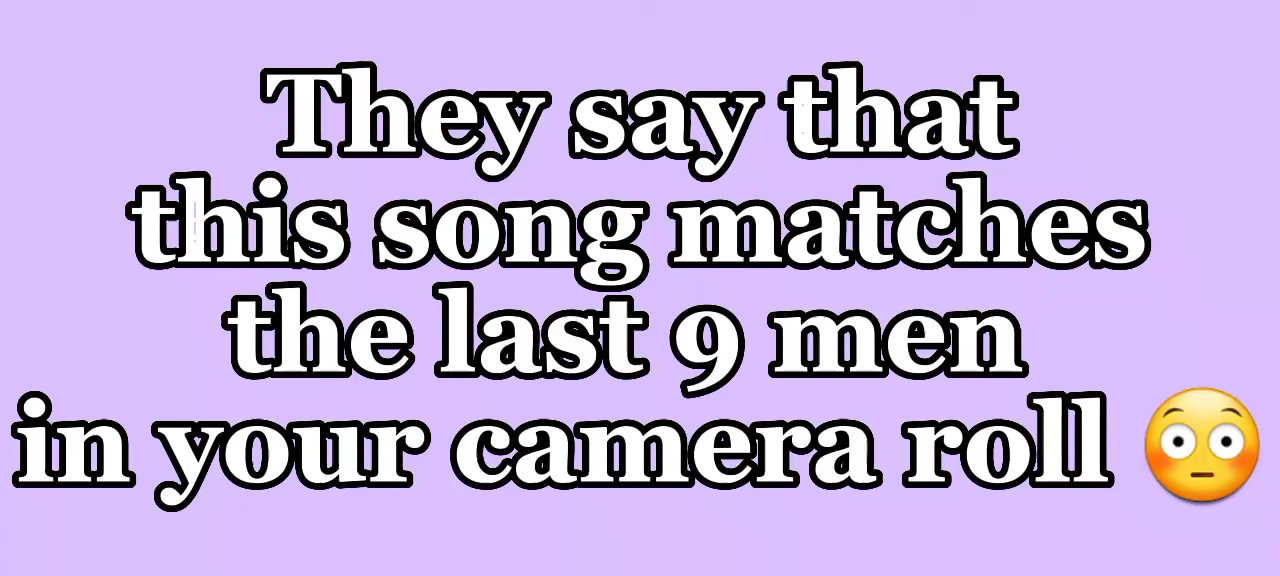 They say that
this song matches
the last 9 men
in your camera roll 😳